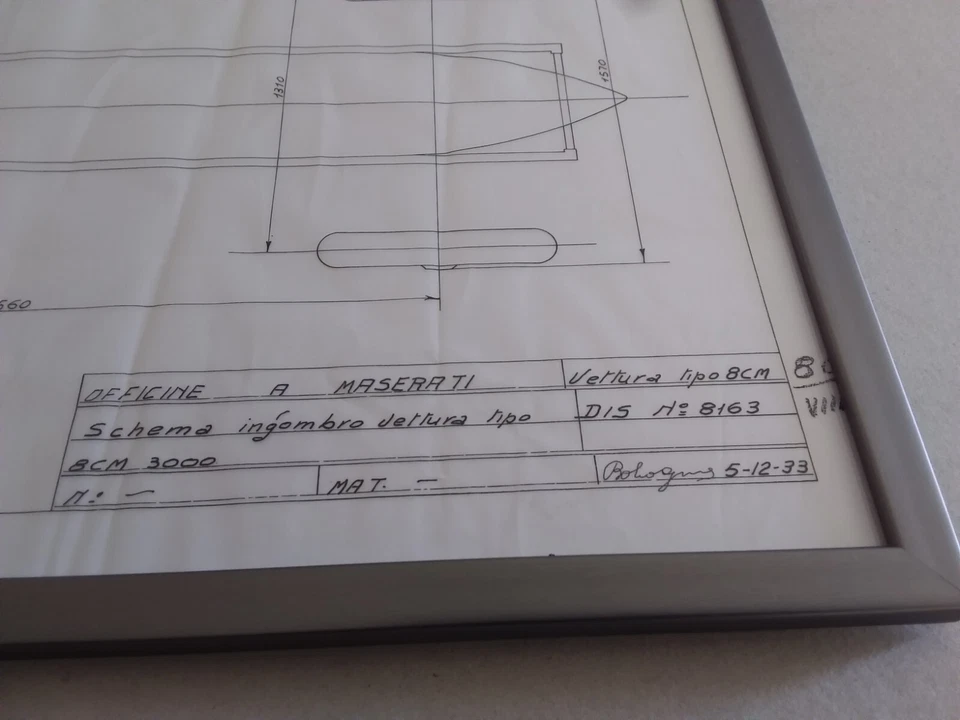 1310
1570
560
OFFICINE A MASERATI
Vettura tipo 8CM
Schema ingombro vettura tipo
DIS Nº 8163
8CM 3000
N: —
MAT. —
Bologna 5-12-33